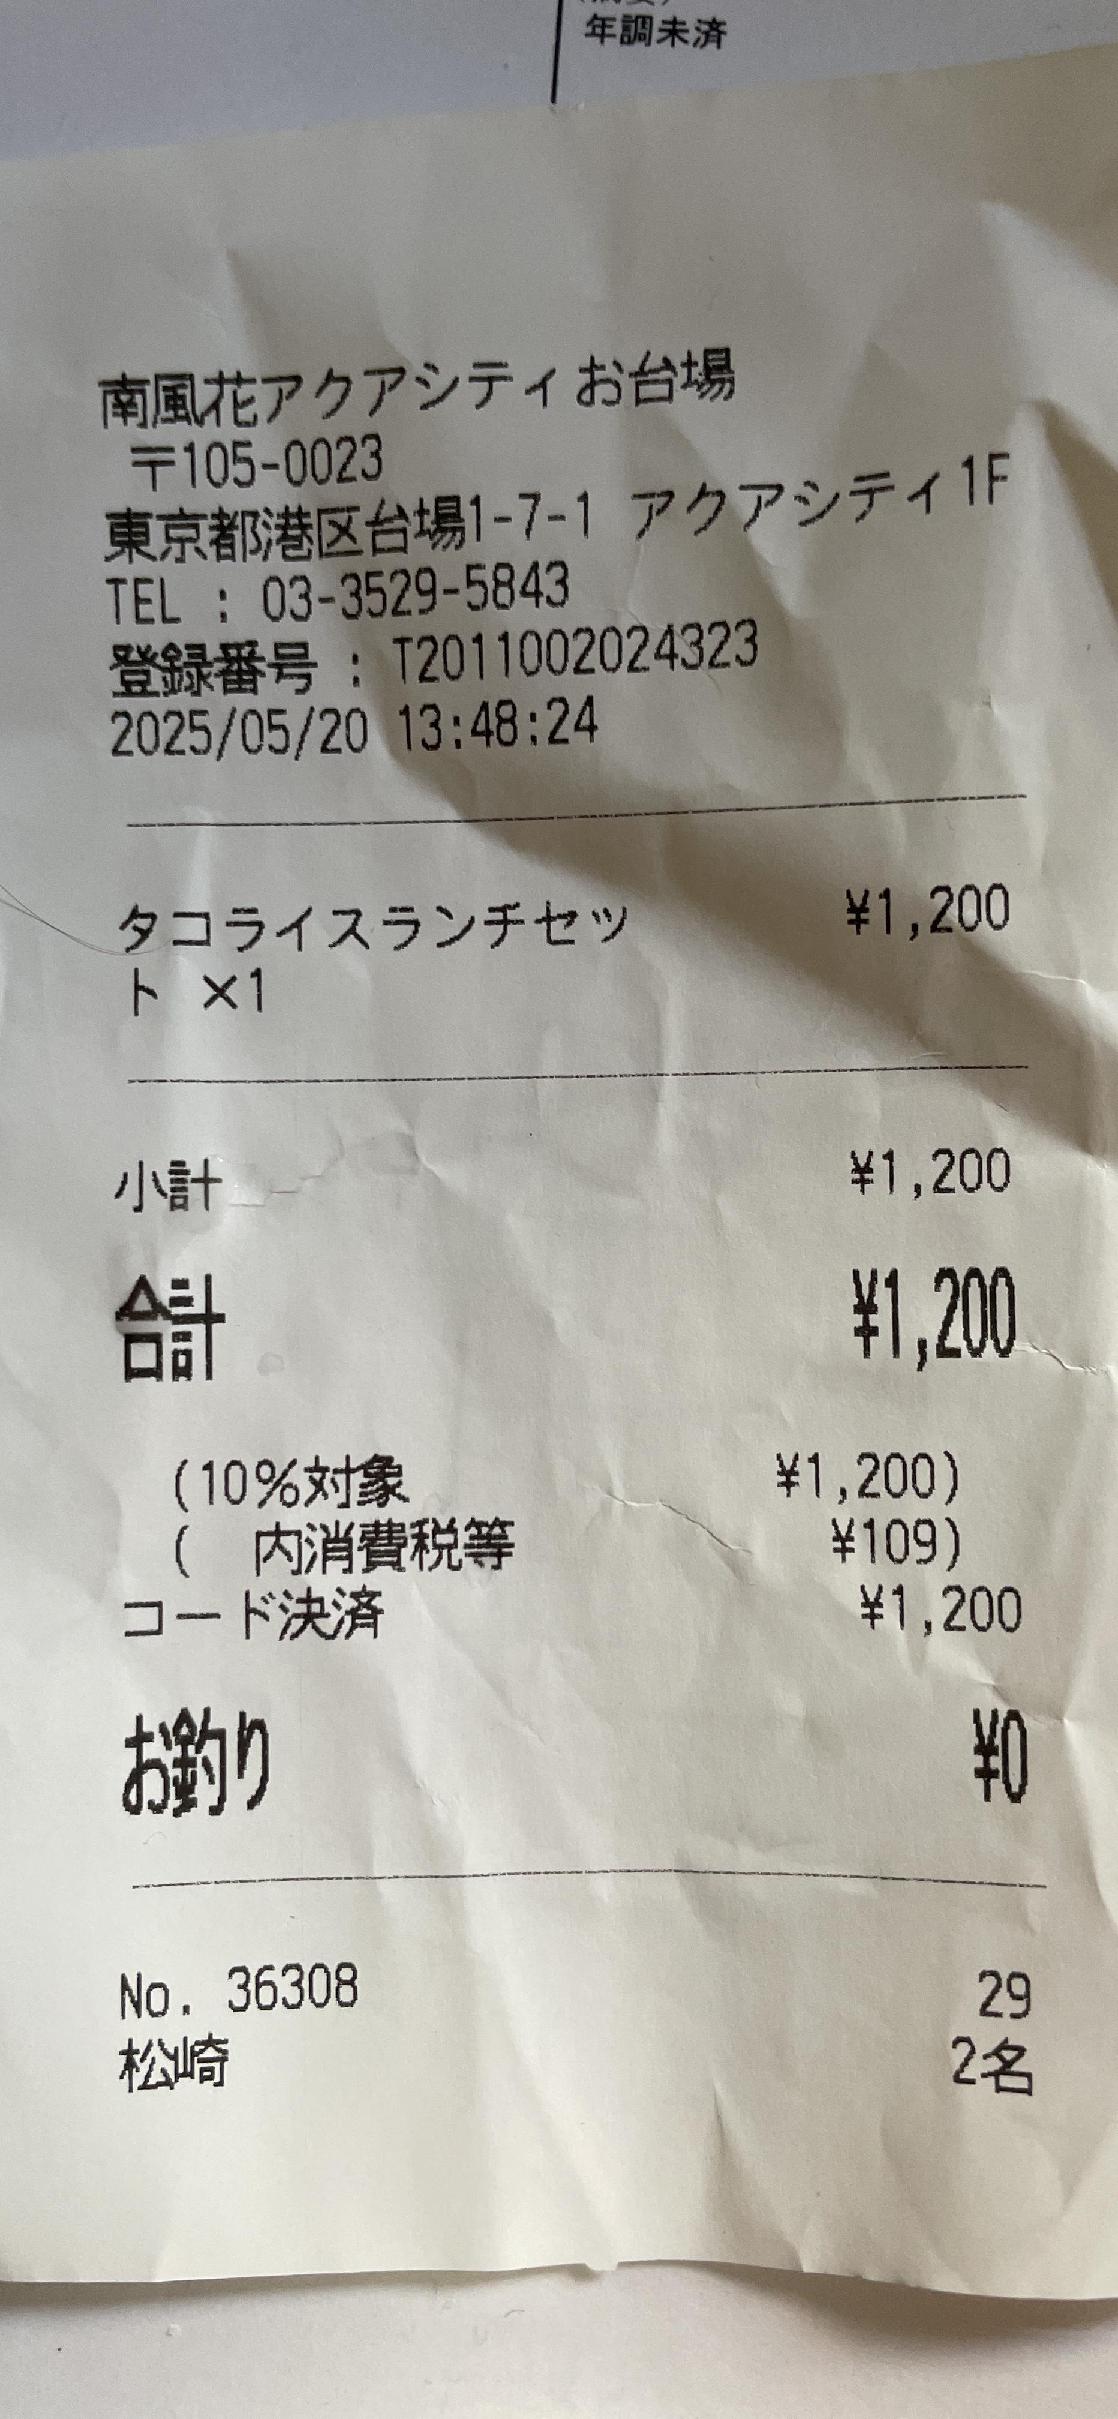 年調未済
南風花アクアシティお台場
〒105-0023
東京都港区台場1-7-1 アクアシティ1F
TEL : 03-3529-5843
登録番号 : T2011002024323
2025/05/20 13:48:24
タコライスランチセッ ¥1,200
ト ×1
小計 ¥1,200
合計 ¥1,200
(10%対象 ¥1,200)
( 内消費税等 ¥109)
コード決済 ¥1,200
お釣り ¥0
No. 36308 29
松崎 2名